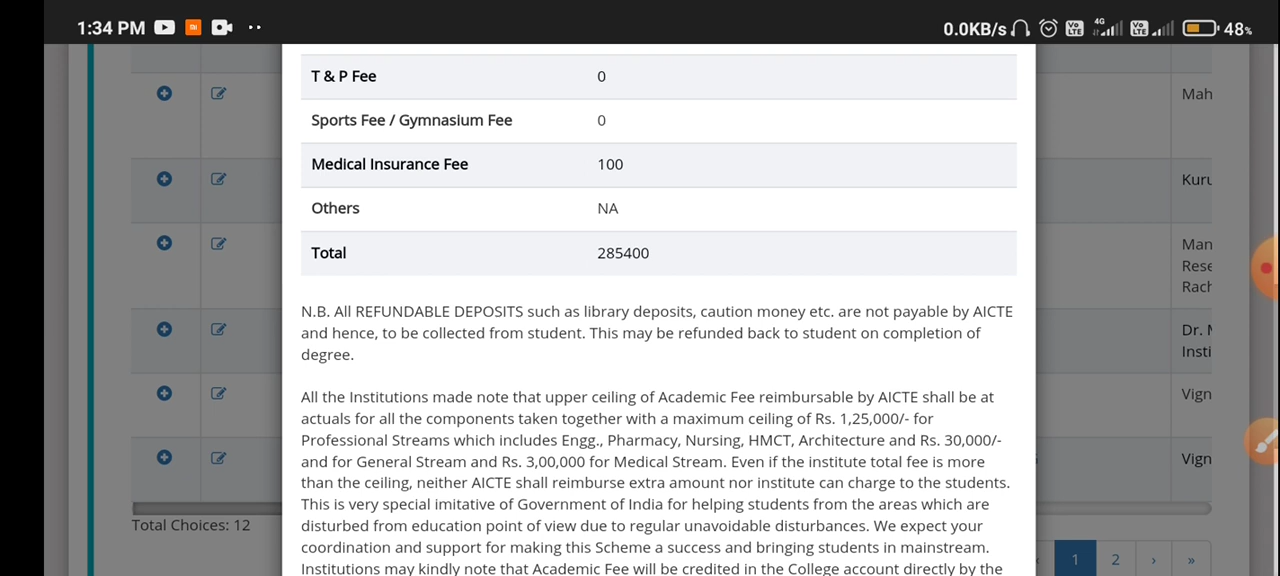 1:34 PM
0.0KB/s 4G 48%
T & P Fee 0
Sports Fee / Gymnasium Fee 0
Medical Insurance Fee 100
Others NA
Total 285400
N.B. All REFUNDABLE DEPOSITS such as library deposits, caution money etc. are not payable by AICTE
and hence, to be collected from student. This may be refunded back to student on completion of
degree.
All the Institutions made note that upper ceiling of Academic Fee reimbursable by AICTE shall be at
actuals for all the components taken together with a maximum ceiling of Rs. 1,25,000/- for
Professional Streams which includes Engg., Pharmacy, Nursing, HMCT, Architecture and Rs. 30,000/-
and for General Stream and Rs. 3,00,000 for Medical Stream. Even if the institute total fee is more
than the ceiling, neither AICTE shall reimburse extra amount nor institute can charge to the students.
This is very special imitative of Government of India for helping students from the areas which are
disturbed from education point of view due to regular unavoidable disturbances. We expect your
coordination and support for making this Scheme a success and bringing students in mainstream.
Institutions may kindly note that Academic Fee will be credited in the College account directly by the
Mah
Kuru
Man
Rese
Rach
Dr. M
Insti
Vign
Vign
Total Choices: 12
1 2 › »